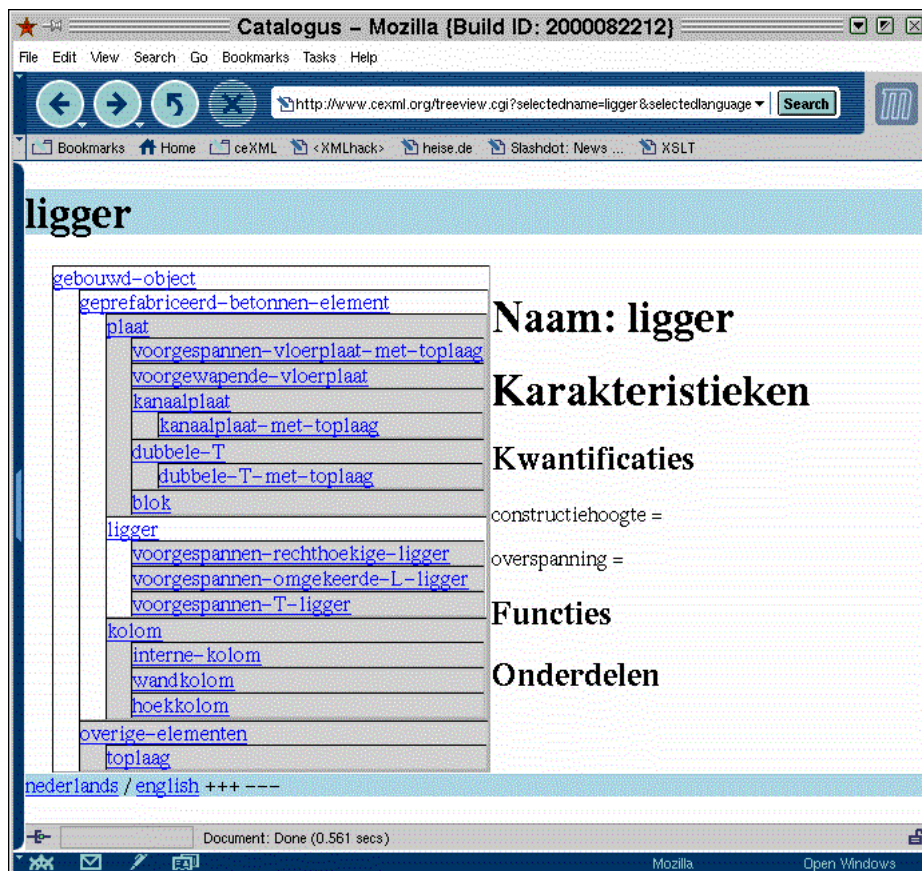 Catalogus – Mozilla {Build ID: 2000082212}
File Edit View Search Go Bookmarks Tasks Help
http://www.cexml.org/treeview.cgi?selectedname=ligger&selectedlanguage Search
Bookmarks Home ceXML <XMLhack> heise.de Slashdot: News ... XSLT
ligger
gebouwd-object
geprefabriceerd-betonnen-element
plaat
voorgespannen-vloerplaat-met-toplaag
voorgewapende-vloerplaat
kanaalplaat
kanaalplaat-met-toplaag
dubbele-T
dubbele-T-met-toplaag
blok
ligger
voorgespannen-rechthoekige-ligger
voorgespannen-omgekeerde-L-ligger
voorgespannen-T-ligger
kolom
interne-kolom
wandkolom
hoekkolom
overige-elementen
toplaag
Naam: ligger
Karakteristieken
Kwantificaties
constructiehoogte =
overspanning =
Functies
Onderdelen
nederlands / english +++ ---
Document: Done (0.561 secs)
Mozilla Open Windows